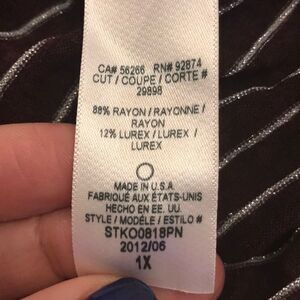 CA# 56266 RN# 92874
CUT / COUPE / CORTE #
29898
88% RAYON / RAYONNE /
RAYON
12% LUREX / LUREX /
LUREX
MADE IN U.S.A.
FABRIQUÉ AUX ÉTATS-UNIS
HECHO EN EE. UU.
STYLE / MODÈLE / ESTILO #
STKO0818PN
2012/06
1X